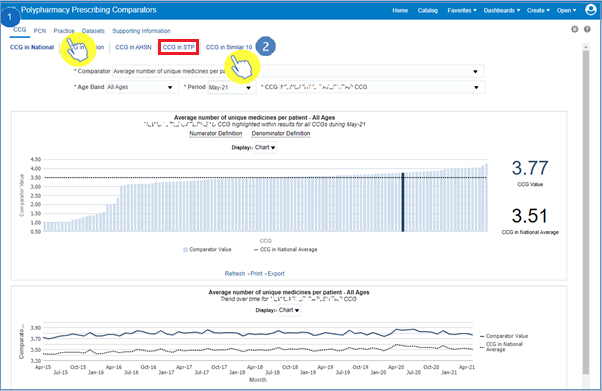 1
Polypharmacy Prescribing Comparators
Home Catalog Favorites Dashboards Create Open
CCG PCN Practice Datasets Supporting Information
CCG in National CCG in AHSN CCG in STP CCG in Similar 10 2
* Comparator Average number of unique medicines per
* Age Band All Ages * Period May-21 * CCG CCG
Average number of unique medicines per patient - All Ages
CCG highlighted within results for all CCGs during May-21
Numerator Definition Denominator Definition
Display:- Chart
Comparator Value
4.50
4.00
3.50
3.00
2.50
2.00
1.50
1.00
0.50
3.77
CCG Value
3.51
CCG in National Average
CCG
Comparator Value CCG in National Average
Refresh - Print - Export
Average number of unique medicines per patient - All Ages
Trend over time for CCG
Display:- Chart
Comparato...
3.90
3.70
3.50
3.30
Comparator Value
CCG in National Average
Apr-15 Jan-16 Oct-16 Jul-17 Apr-18 Jan-19 Oct-19 Jul-20 Apr-21
Jul-15 Apr-16 Jan-17 Oct-17 Jul-18 Apr-19 Jan-20 Oct-20
Oct-15 Jul-16 Apr-17 Jan-18 Oct-18 Jul-19 Apr-20 Jan-21
Month